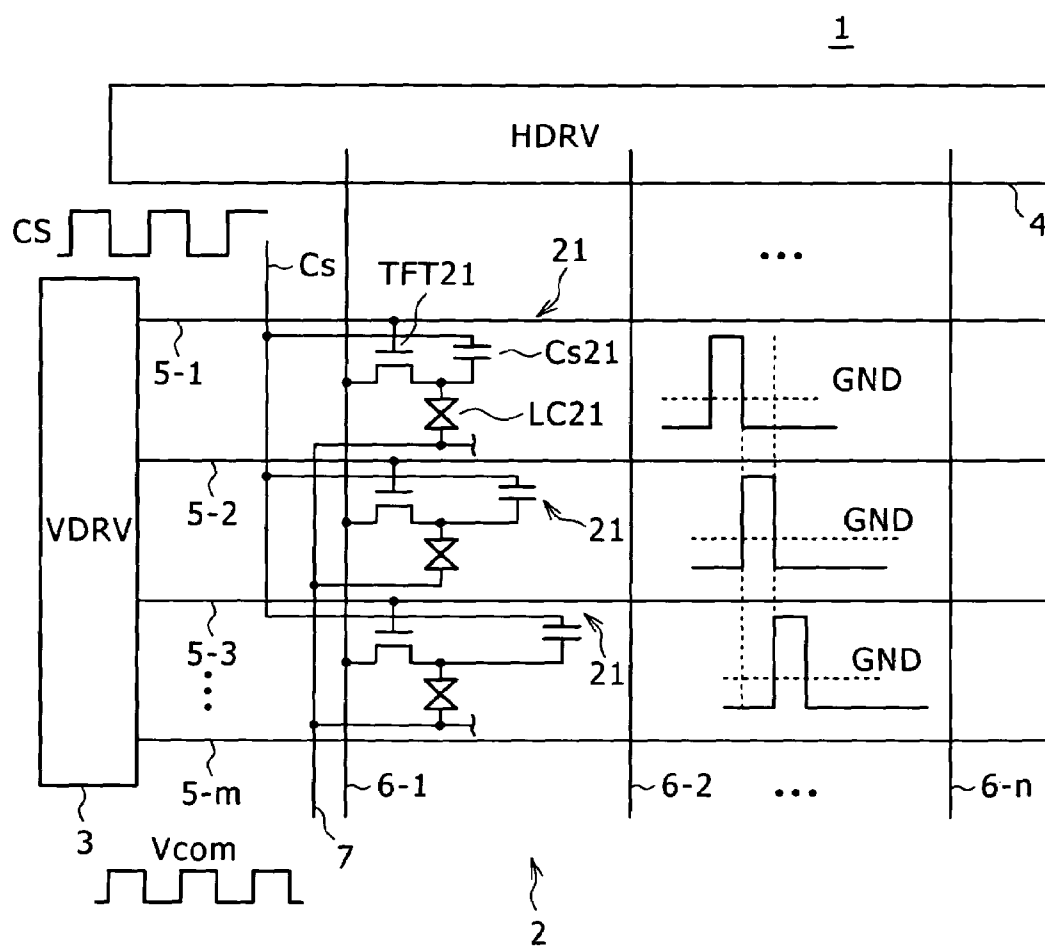 1
HDRV
4
CS
Cs
TFT21
21
...
5-1
Cs21
GND
LC21
VDRV
5-2
21
GND
5-3
21
GND
5-m
6-1
6-2
...
6-n
3
7
Vcom
2